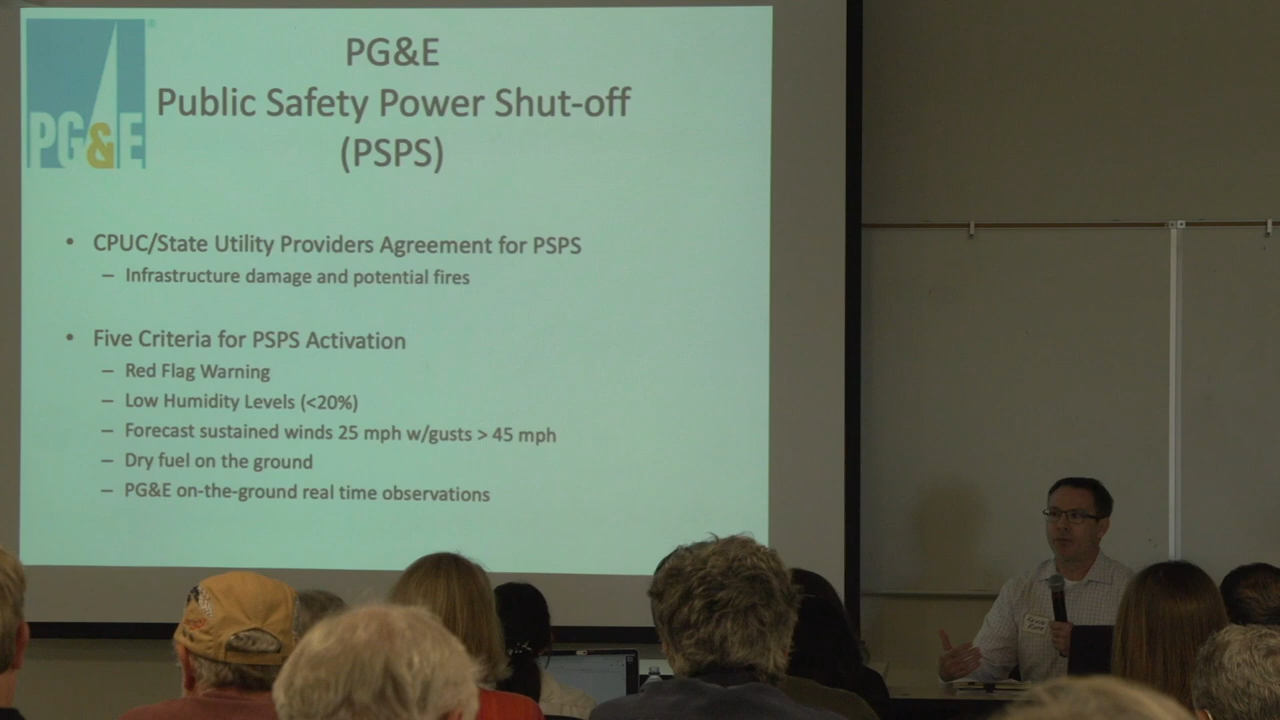 PG&E
Public Safety Power Shut-off
(PSPS)
PG&E
• CPUC/State Utility Providers Agreement for PSPS
– Infrastructure damage and potential fires
• Five Criteria for PSPS Activation
– Red Flag Warning
– Low Humidity Levels (<20%)
– Forecast sustained winds 25 mph w/gusts > 45 mph
– Dry fuel on the ground
– PG&E on-the-ground real time observations